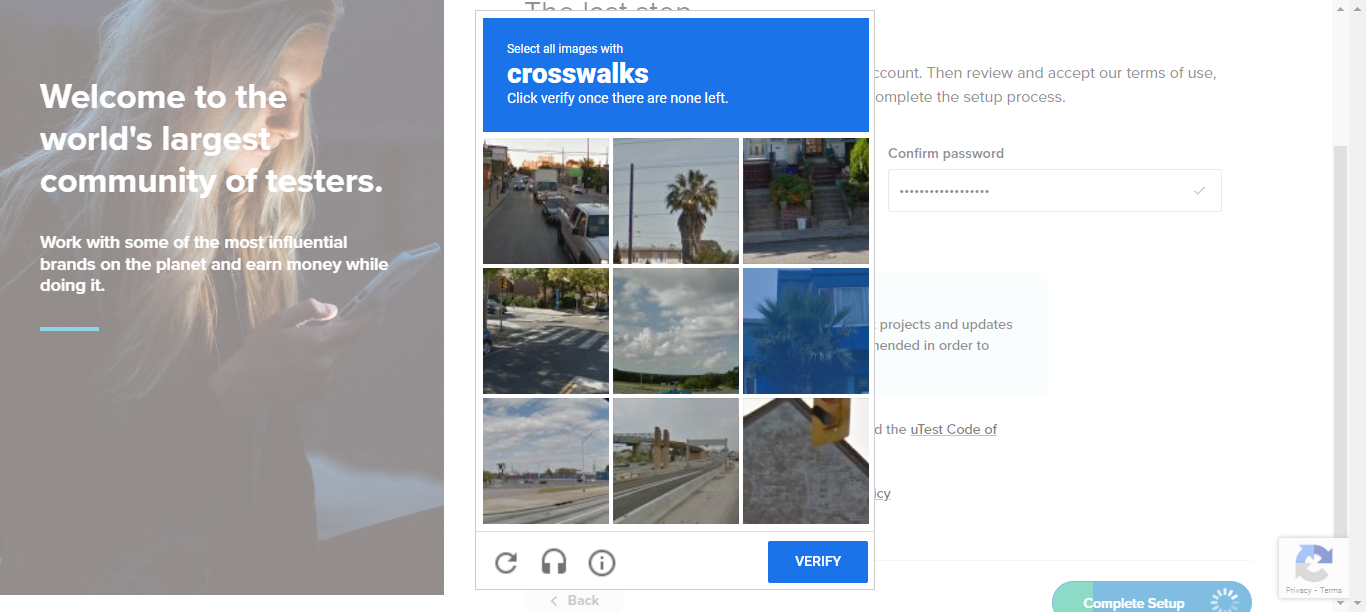 The last step
Welcome to the
world's largest
community of testers.
Work with some of the most influential
brands on the planet and earn money while
doing it.
Select all images with
crosswalks
Click verify once there are none left.
VERIFY
ccount. Then review and accept our terms of use,
omplete the setup process.
Confirm password
projects and updates
mended in order to
d the uTest Code of
icy
Back
Complete Setup
Privacy - Terms